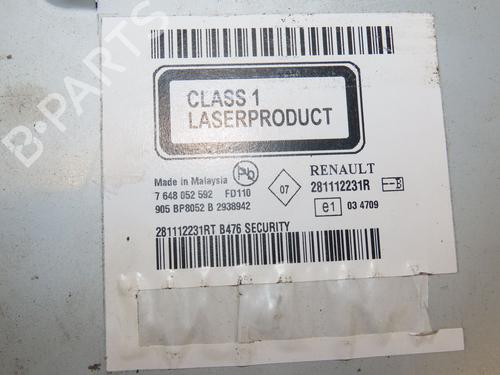 CLASS 1
LASERPRODUCT
Made in Malaysia
Pb
07
RENAULT
7 648 052 592 FD110
281112231R B
905 BP8052 B 2938942
e1 03 4709
281112231RT B476 SECURITY
B-PARTS